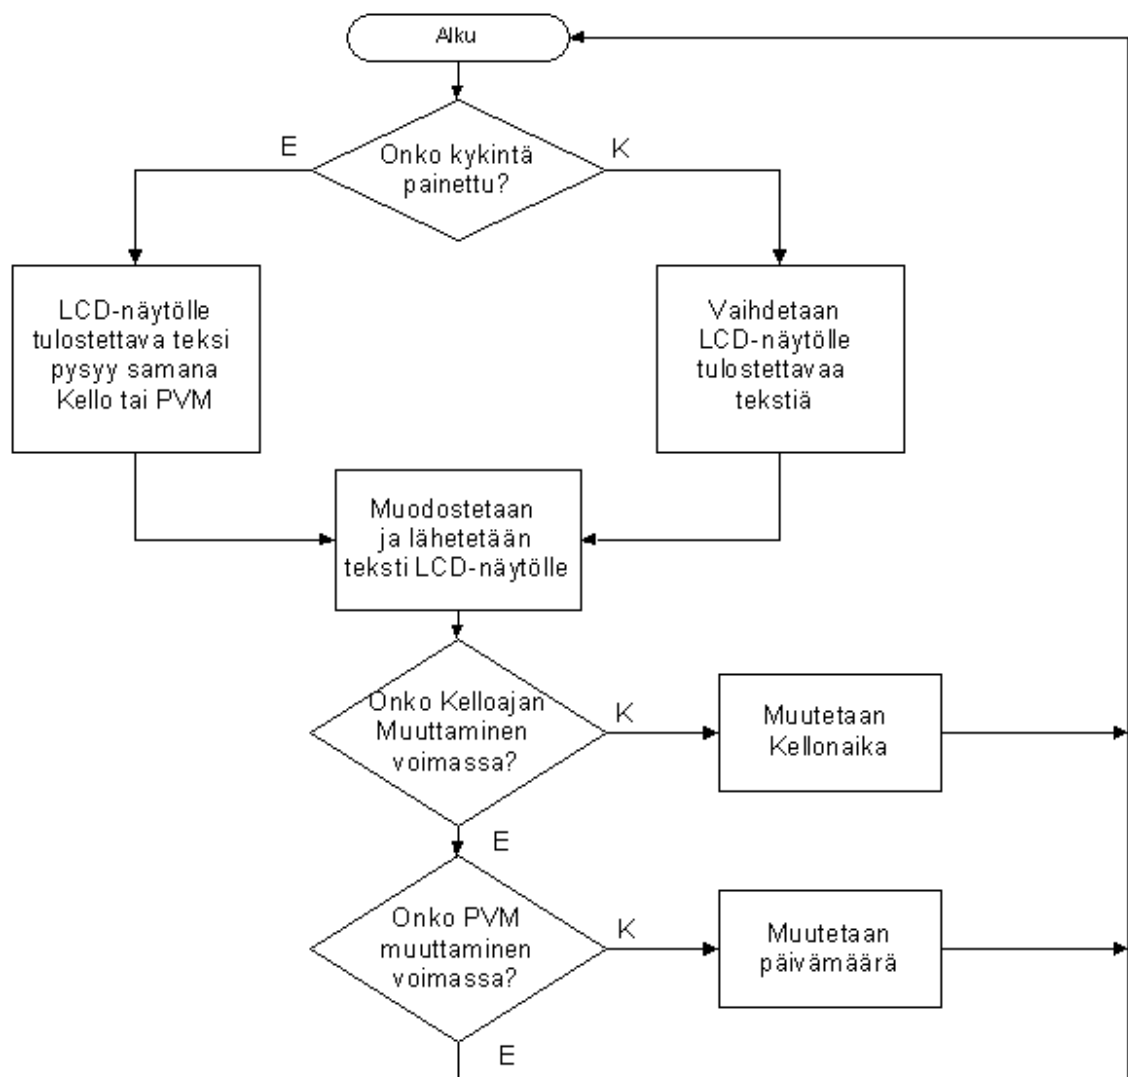 Alku
E
K
Onko kykintä
painettu?
LCD-näytölle
tulostettava teksi
pysyy samana
Kello tai PVM
Vaihdetaan
LCD-näytölle
tulostettavaa
tekstiä
Muodostetaan
ja lähetetään
teksti LCD-näytölle
Onko Kelloajan
Muuttaminen
voimassa?
K
Muutetaan
Kellonaika
E
Onko PVM
muuttaminen
voimassa?
K
Muutetaan
päivämäärä
E